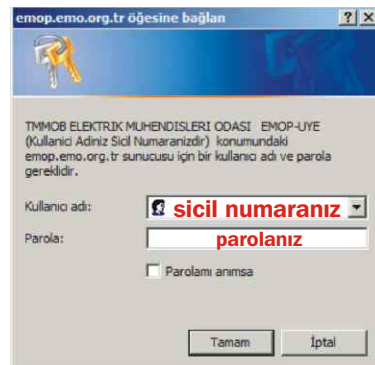 emop.emo.org.tr öğesine bağlan
TMMOB ELEKTRIK MUHENDISLERI ODASI EMOP-UYE
(Kullanici Adiniz Sicil Numaranizdir) konumundaki
emop.emo.org.tr sunucusu için bir kullanıcı adı ve parola
gereklidir.
Kullanıcı adı: sicil numaranız
Parola: parolanız
Parolamı anımsa
Tamam İptal